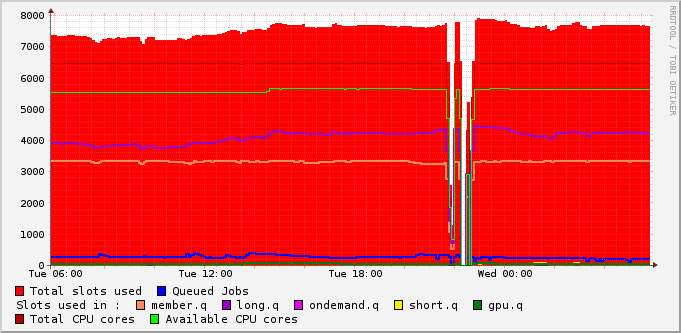 8000
7000
6000
5000
4000
3000
2000
1000
0
Tue 06:00 Tue 12:00 Tue 18:00 Wed 00:00
RRDTOOL / TOBI OETIKER
Total slots used Queued Jobs
Slots used in : member.q long.q ondemand.q short.q gpu.q
Total CPU cores Available CPU cores